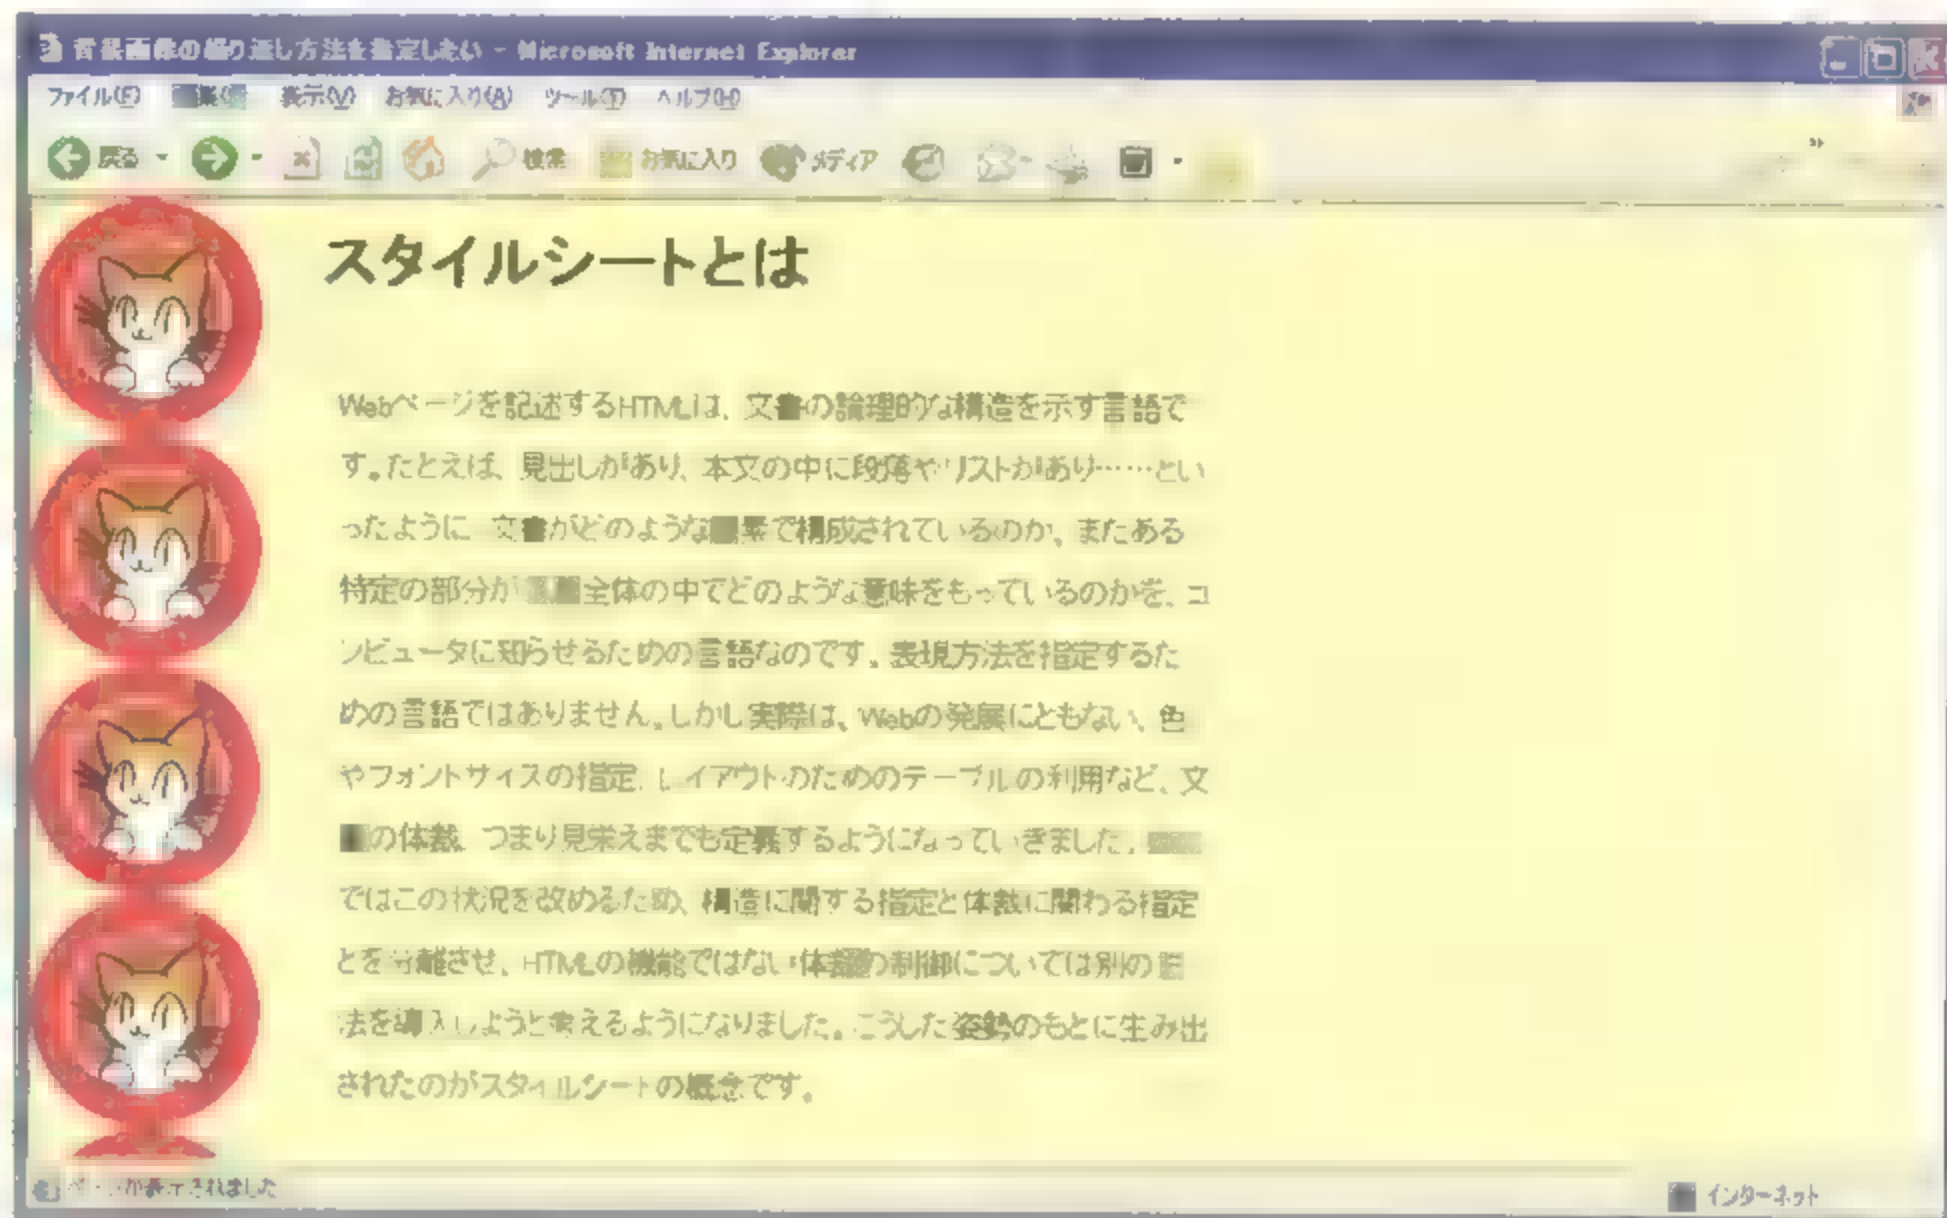 背景画像の繰り返し方法を指定したい - Microsoft Internet Explorer
ファイル(F) 表示(V) お気に入り(A) ツール(T) ヘルプ(H)
戻る 検索 お気に入り メディア
スタイルシートとは
Webページを記述するHTMLは、文書の論理的な構造を示す言語で
す。たとえば、見出しがあり、本文の中に段落やリストがあり……とい
ったように 文書がどのような要素で構成されているのか、またある
特定の部分が 全体の中でどのような意味をもっているのかを、コ
ンピュータに知らせるための言語なのです。表現方法を指定するた
めの言語ではありません。しかし実際は、Webの発展にともない、色
やフォントサイズの指定、レイアウトのためのテーブルの利用など、文
の体裁、つまり見栄えまでも定義するようになっていきました。
ではこの状況を改めるため、構造に関する指定と体裁に関わる指定
とを分離させ、HTMLの機能ではない体裁の制御については別の
法を導入しようと考えるようになりました。こうした姿勢のもとに生み出
されたのがスタイルシートの概念です。
ページが表示されました
インターネット